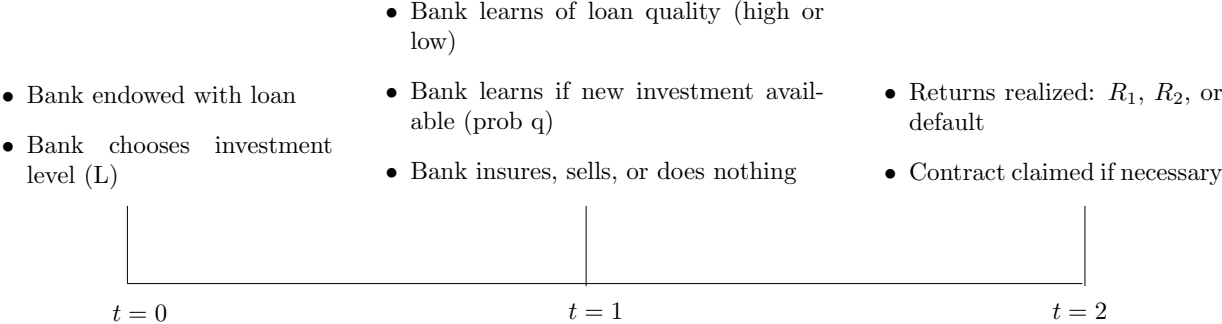 • Bank endowed with loan
• Bank chooses investment
level (L)
• Bank learns of loan quality (high or
low)
• Bank learns if new investment avail-
able (prob q)
• Bank insures, sells, or does nothing
• Returns realized: R₁, R₂, or
default
• Contract claimed if necessary
t = 0
t = 1
t = 2